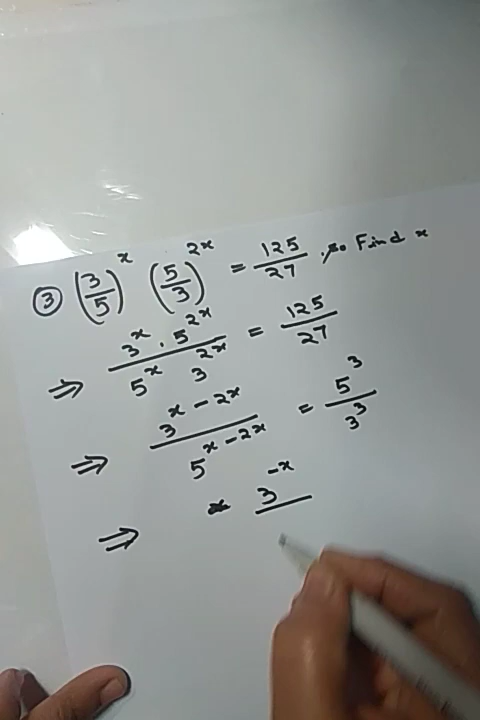 ③ (3/5)^x (5/3)^2x = 125/27, Find x
⇒ 3^x . 5^2x / 5^x 3^2x = 125/27
⇒ 3^x-2x / 5^x-2x = 5^3 / 3^3
⇒ 3^-x /